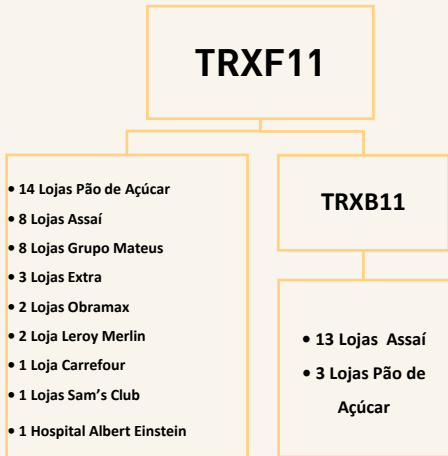 TRXF11
• 14 Lojas Pão de Açúcar
• 8 Lojas Assaí
• 8 Lojas Grupo Mateus
• 3 Lojas Extra
• 2 Lojas Obramax
• 2 Loja Leroy Merlin
• 1 Loja Carrefour
• 1 Lojas Sam’s Club
• 1 Hospital Albert Einstein
TRXB11
• 13 Lojas Assaí
• 3 Lojas Pão de
Açúcar